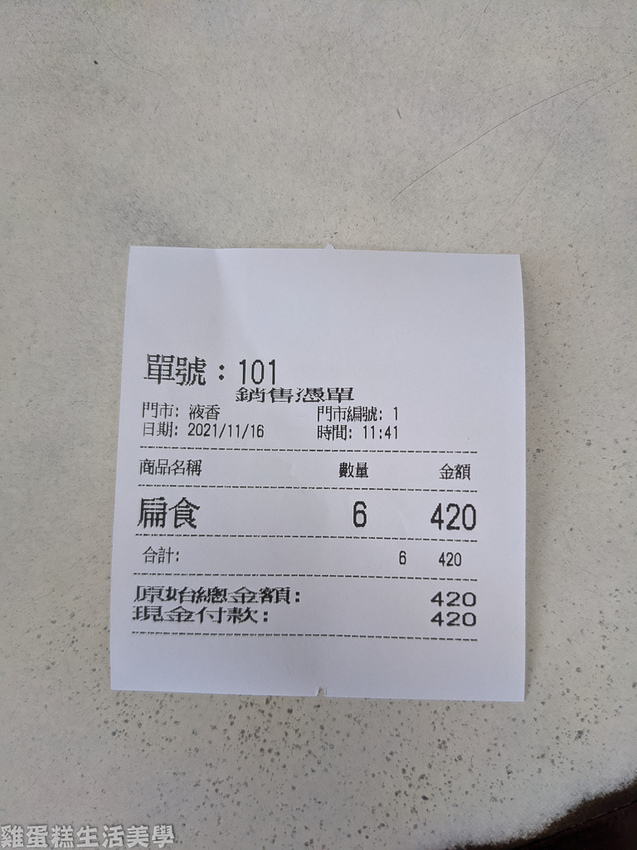 單號：101
銷售憑單
門市: 液香 門市編號: 1
日期: 2021/11/16 時間: 11:41
商品名稱 數量 金額
扁食 6 420
合計: 6 420
原始總金額: 420
現金付款: 420
雞蛋糕生活美學